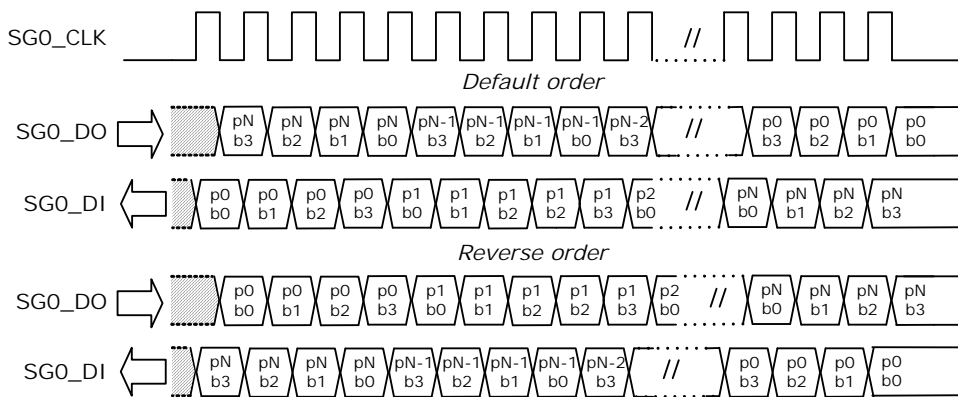 SG0_CLK //
Default order
SG0_DO
pN pN pN pN pN-1 pN-1 pN-1 pN-1 pN-2 // p0 p0 p0 p0
b3 b2 b1 b0 b3 b2 b1 b0 b3 b3 b2 b1 b0
SG0_DI
p0 p0 p0 p0 p1 p1 p1 p1 p1 p2 // pN pN pN pN
b0 b1 b2 b3 b0 b1 b2 b2 b3 b0 b0 b1 b2 b3
Reverse order
SG0_DO
p0 p0 p0 p0 p1 p1 p1 p1 p1 p2 // pN pN pN pN
b0 b1 b2 b3 b0 b1 b2 b2 b3 b0 b0 b1 b2 b3
SG0_DI
pN pN pN pN pN-1 pN-1 pN-1 pN-1 pN-2 // p0 p0 p0 p0
b3 b2 b1 b0 b3 b2 b1 b0 b3 b3 b2 b1 b0